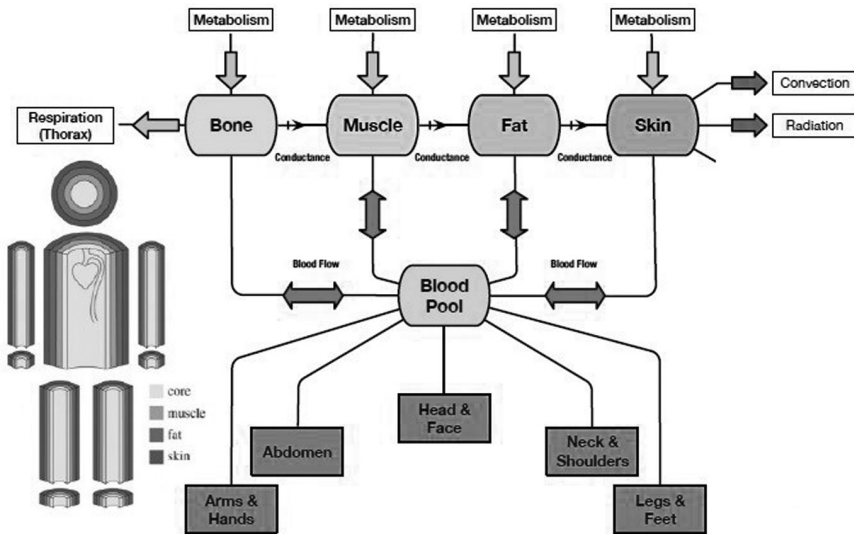 Metabolism
Metabolism
Metabolism
Metabolism
Convection
Respiration
(Thorax)
Bone
Muscle
Fat
Skin
Radiation
Conductance
Conductance
Conductance
Blood Flow
Blood Flow
Blood
Pool
core
muscle
fat
skin
Head &
Face
Abdomen
Neck &
Shoulders
Arms &
Hands
Legs &
Feet